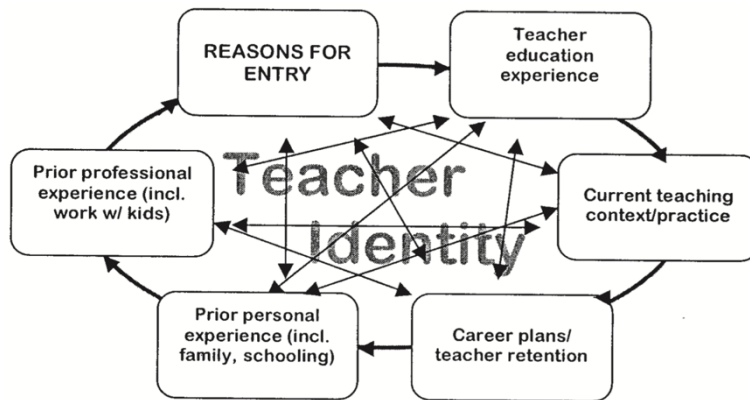 REASONS FOR
ENTRY
Teacher
education
experience
Prior professional
experience (incl.
work w/ kids)
Teacher
Identity
Current teaching
context/practice
Prior personal
experience (incl.
family, schooling)
Career plans/
teacher retention